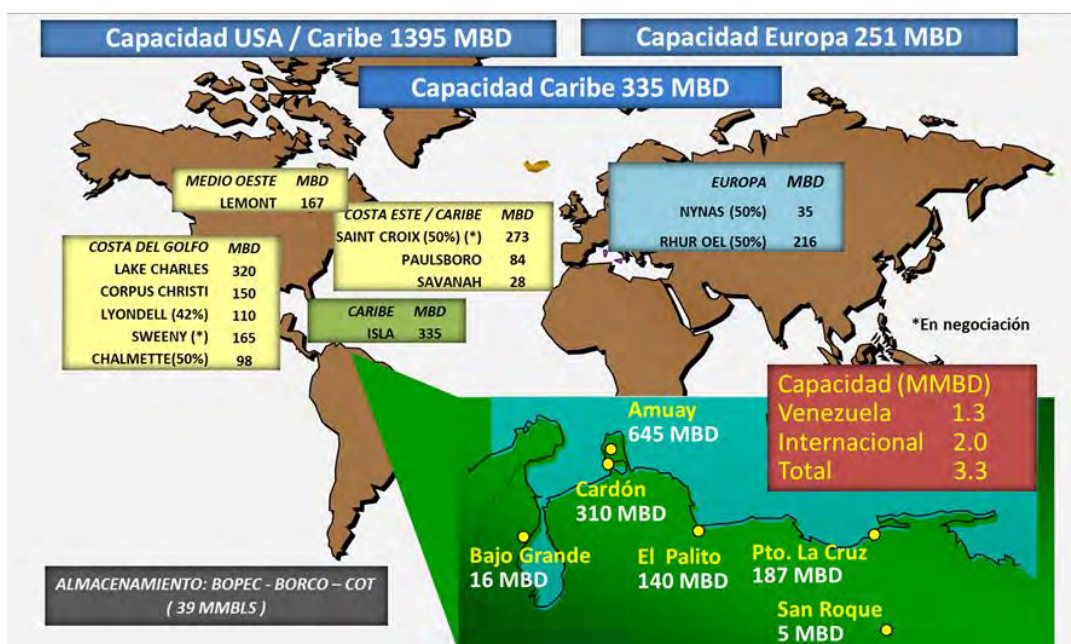 Capacidad USA / Caribe 1395 MBD
Capacidad Europa 251 MBD
Capacidad Caribe 335 MBD
MEDIO OESTE MBD
LEMONT 167
COSTA ESTE / CARIBE MBD
SAINT CROIX (50%) (*) 273
PAULSBORO 84
SAVANAH 28
EUROPA MBD
NYNAS (50%) 35
RHUR OEL (50%) 216
COSTA DEL GOLFO MBD
LAKE CHARLES 320
CORPUS CHRISTI 150
LYONDELL (42%) 110
SWEENY (*) 165
CHALMETTE(50%) 98
CARIBE MBD
ISLA 335
*En negociación
Capacidad (MMBD)
Venezuela 1.3
Internacional 2.0
Total 3.3
Amuay
645 MBD
Cardón
310 MBD
Bajo Grande
16 MBD
El Palito
140 MBD
Pto. La Cruz
187 MBD
San Roque
5 MBD
ALMACENAMIENTO: BOPEC - BORCO – COT
( 39 MMBLS )